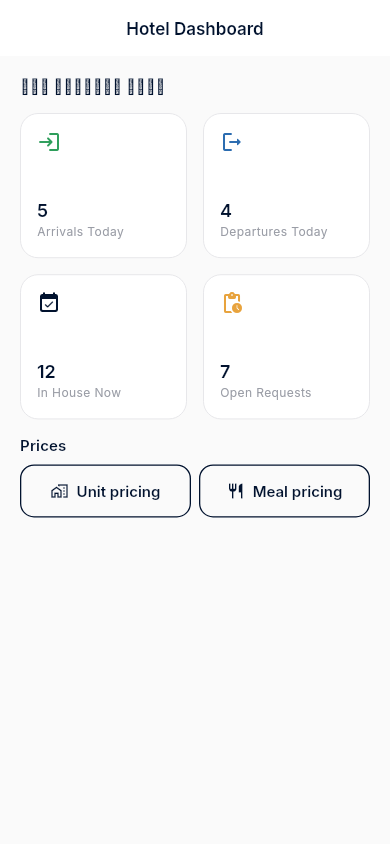 Hotel Dashboard
5
Arrivals Today
4
Departures Today
12
In House Now
7
Open Requests
Prices
Unit pricing
Meal pricing